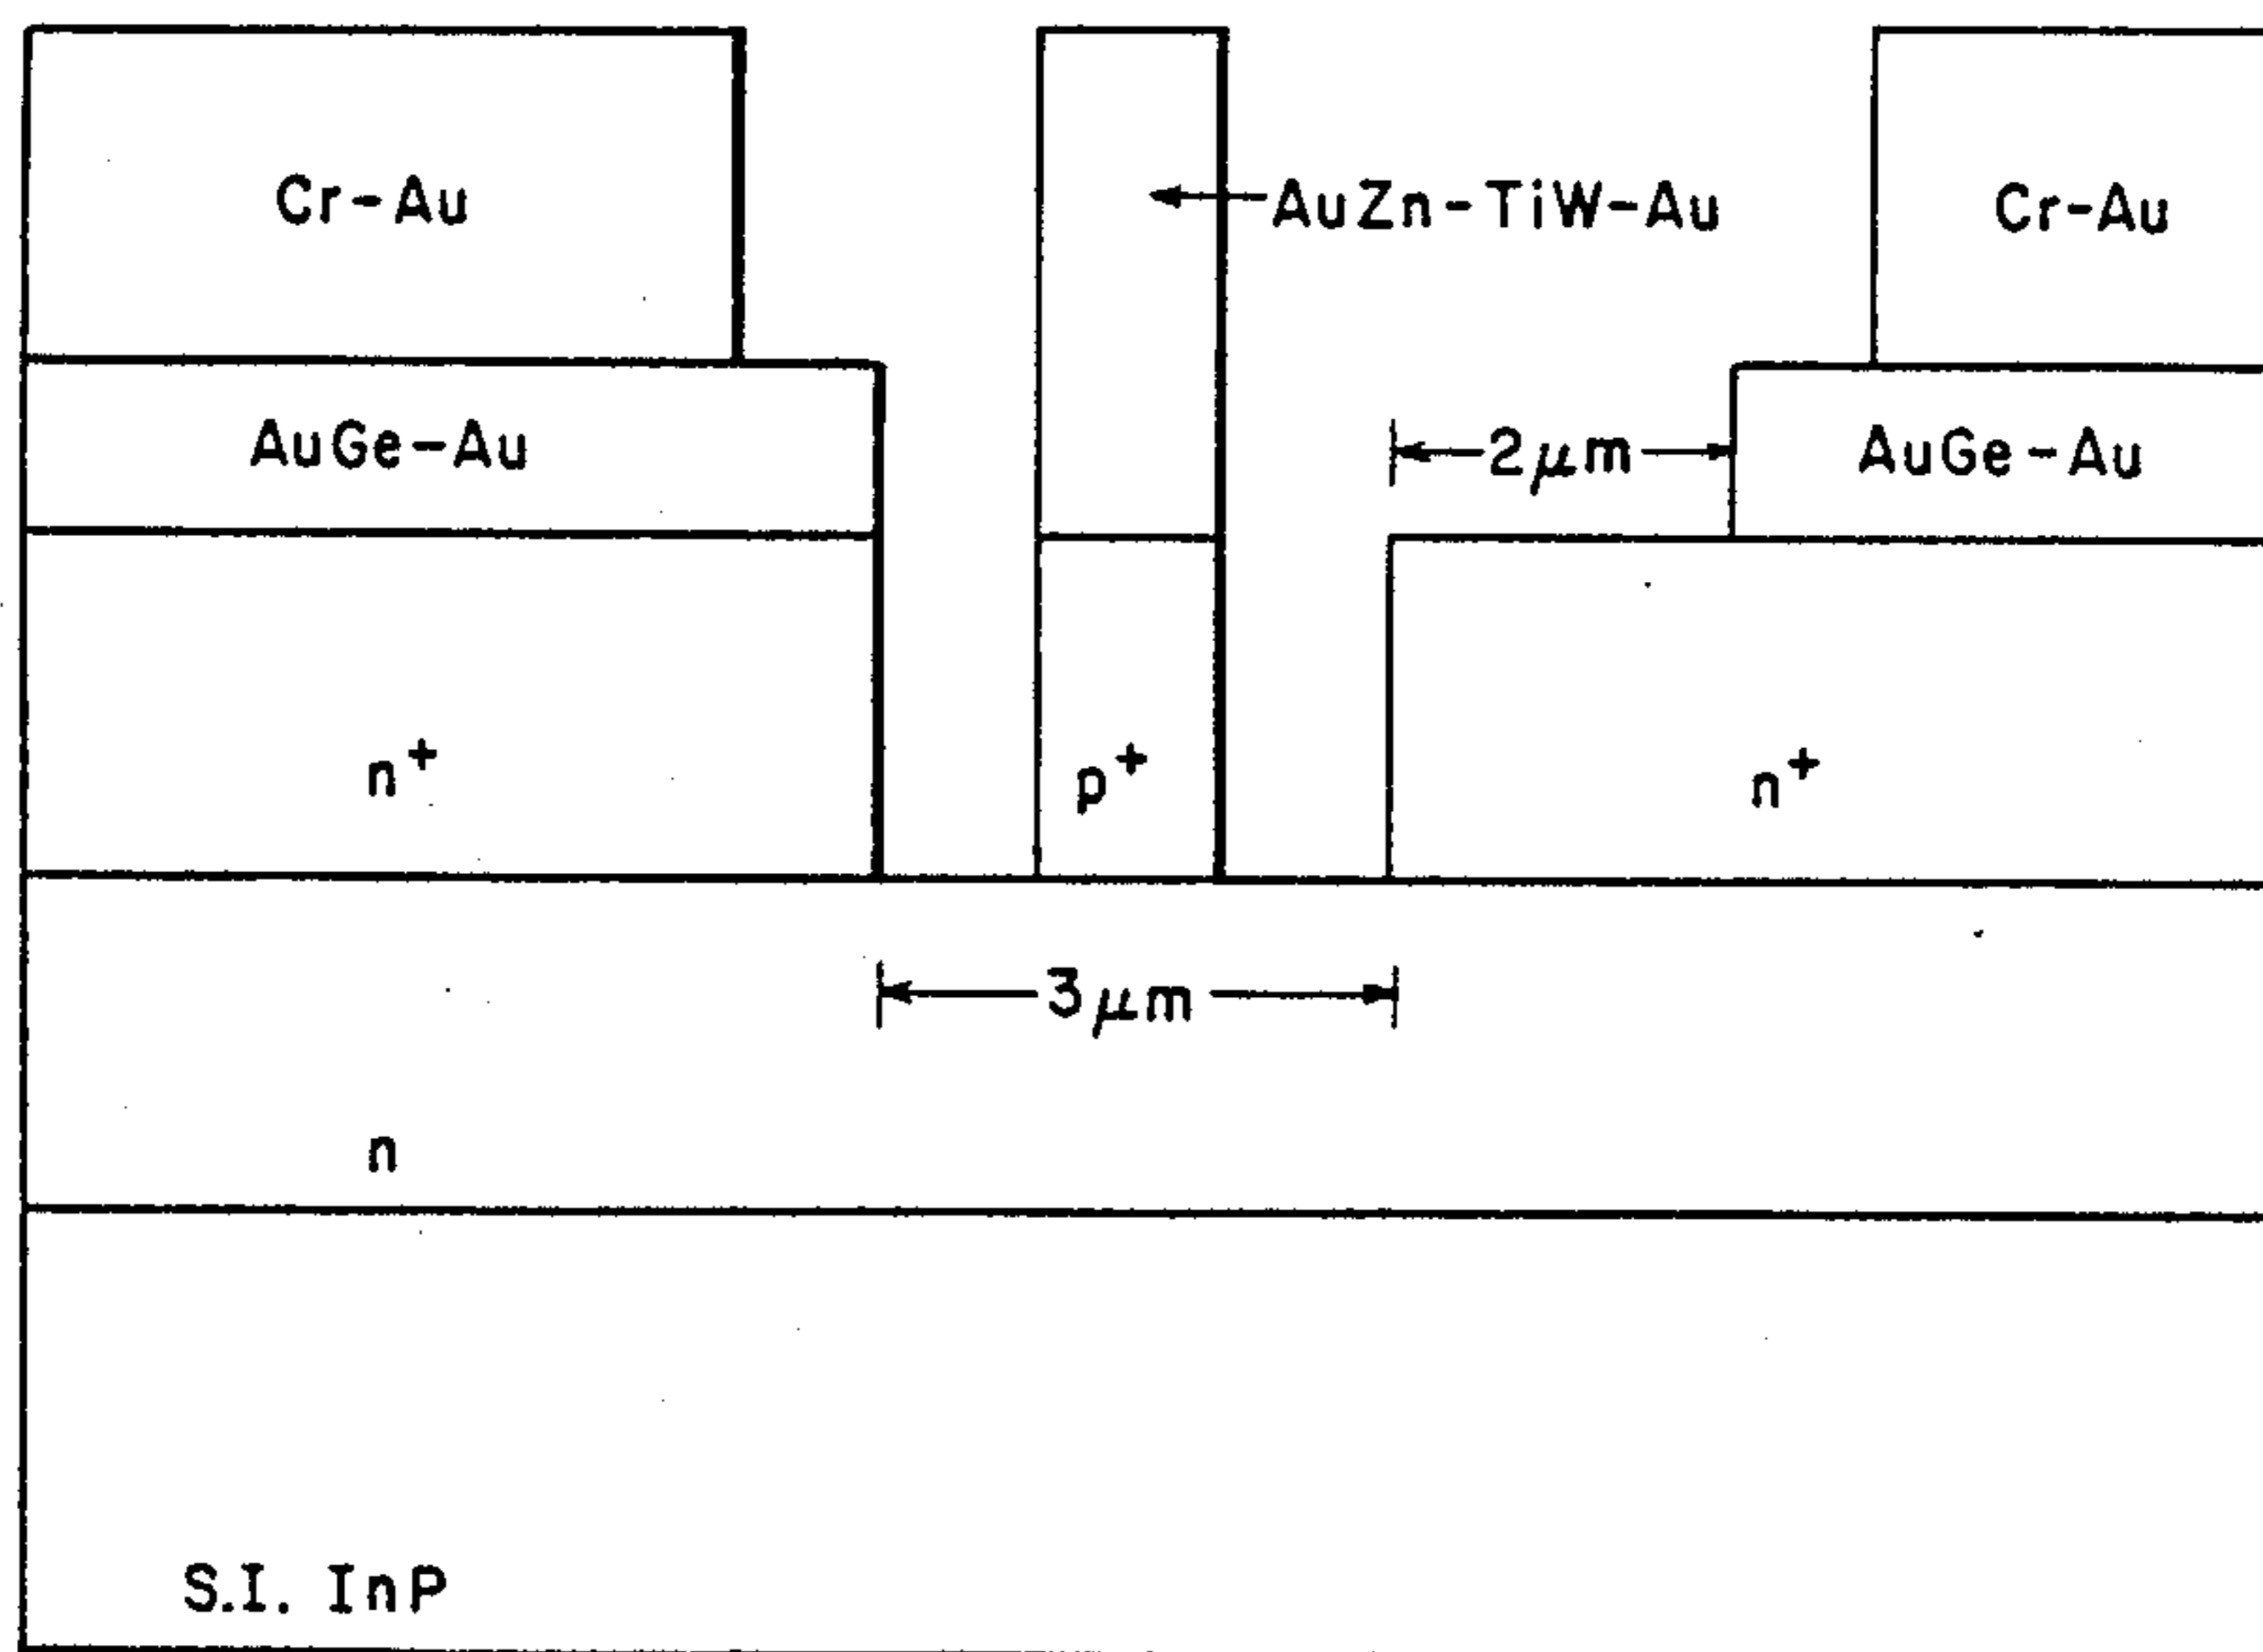 Cr-Au
AuZn-TiW-Au
Cr-Au
AuGe-Au
2μm
AuGe-Au
n+
p+
n+
3μm
n
S.I. InP